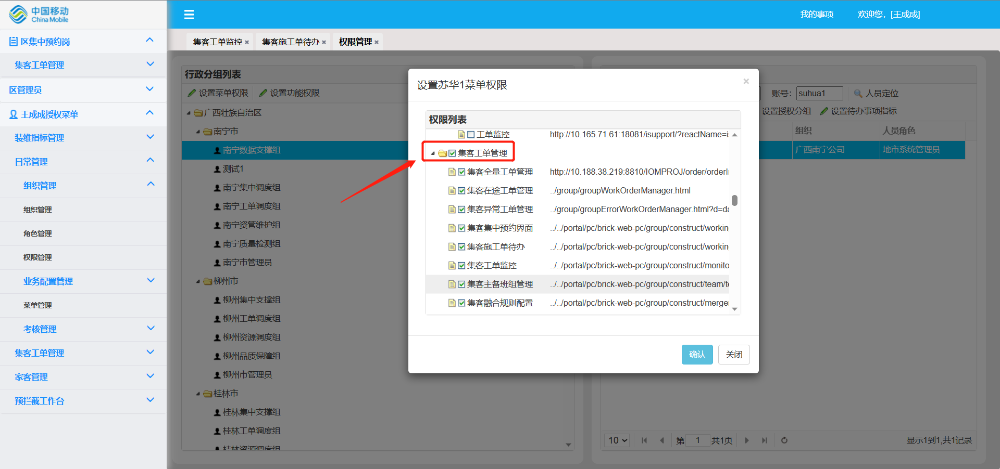 中国移动
China Mobile
我的事项
欢迎您，[王成成]
集客工单监控 ×
集客施工单待办 ×
权限管理 ×
区集中预约岗
集客工单管理
区管理员
王成成授权菜单
装维指标管理
日常管理
组织管理
组织管理
角色管理
权限管理
业务配置管理
菜单管理
考核管理
集客工单管理
家客管理
预拦截工作台
行政分组列表
设置菜单权限
设置功能权限
广西壮族自治区
南宁市
南宁数据支撑组
测试1
南宁集中调度组
南宁工单调度组
南宁资管维护组
南宁质量检测组
南宁市管理员
柳州市
柳州集中支撑组
柳州工单调度组
柳州资源调度组
柳州品质保障组
柳州市管理员
桂林市
桂林集中支撑组
桂林工单调度组
桂林资源调度组
设置苏华1菜单权限
×
权限列表
工单监控 http://10.165.71.61:18081/isupport/?reactName=i
集客工单管理
集客全量工单管理 http://10.188.38.219:8810/IOMPROJ/order/orderI
集客在途工单管理 ../group/groupWorkOrderManager.html
集客异常工单管理 ../group/groupErrorWorkOrderManager.html?d=da
集客集中预约界面 ../../portal/pc/brick-web-pc/group/construct/working
集客施工单待办 ../../portal/pc/brick-web-pc/group/construct/working
集客工单监控 ../../portal/pc/brick-web-pc/group/construct/monito
集客主备班组管理 ../../portal/pc/brick-web-pc/group/construct/team/te
集客融合规则配置 ../../portal/pc/brick-web-pc/group/construct/merger
确认
关闭
账号: suhua1
人员定位
设置授权分组
设置待办事项指标
组织
人员角色
广西南宁公司
地市系统管理员
10
第 1 共1页
显示1到1,共1记录